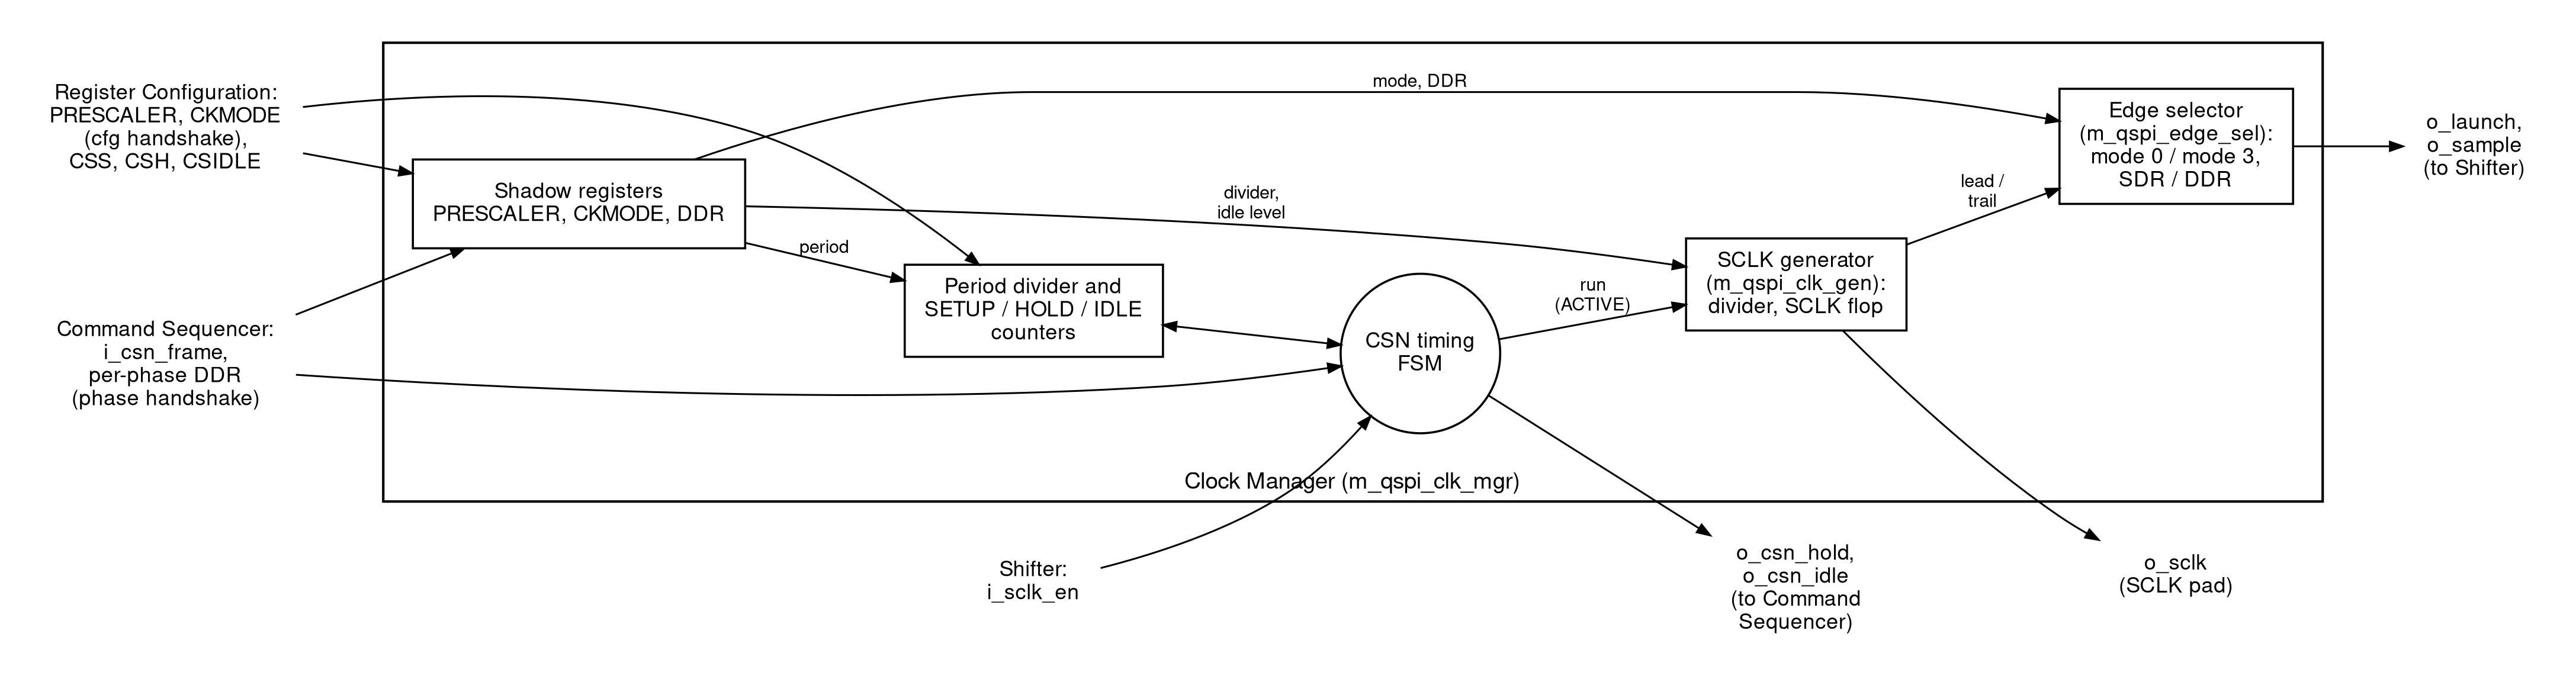 Register Configuration:
PRESCALER, CKMODE
(cfg handshake),
CSS, CSH, CSIDLE
Command Sequencer:
i_csn_frame,
per-phase DDR
(phase handshake)
Shadow registers
PRESCALER, CKMODE, DDR
mode, DDR
divider,
idle level
period
Period divider and
SETUP / HOLD / IDLE
counters
CSN timing
FSM
run
(ACTIVE)
SCLK generator
(m_qspi_clk_gen):
divider, SCLK flop
lead /
trail
Edge selector
(m_qspi_edge_sel):
mode 0 / mode 3,
SDR / DDR
o_launch,
o_sample
(to Shifter)
Clock Manager (m_qspi_clk_mgr)
Shifter:
i_sclk_en
o_csn_hold,
o_csn_idle
(to Command
Sequencer)
o_sclk
(SCLK pad)